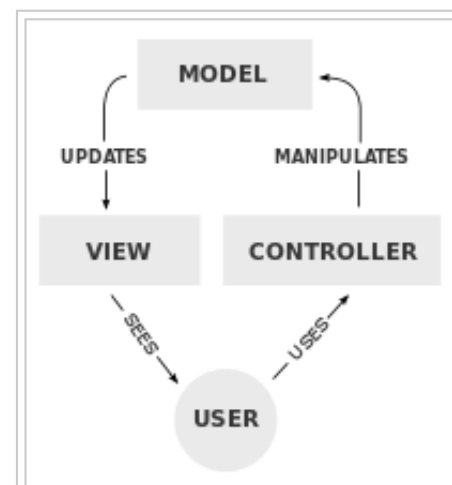 MODEL
UPDATES
MANIPULATES
VIEW
CONTROLLER
SEES
USES
USER